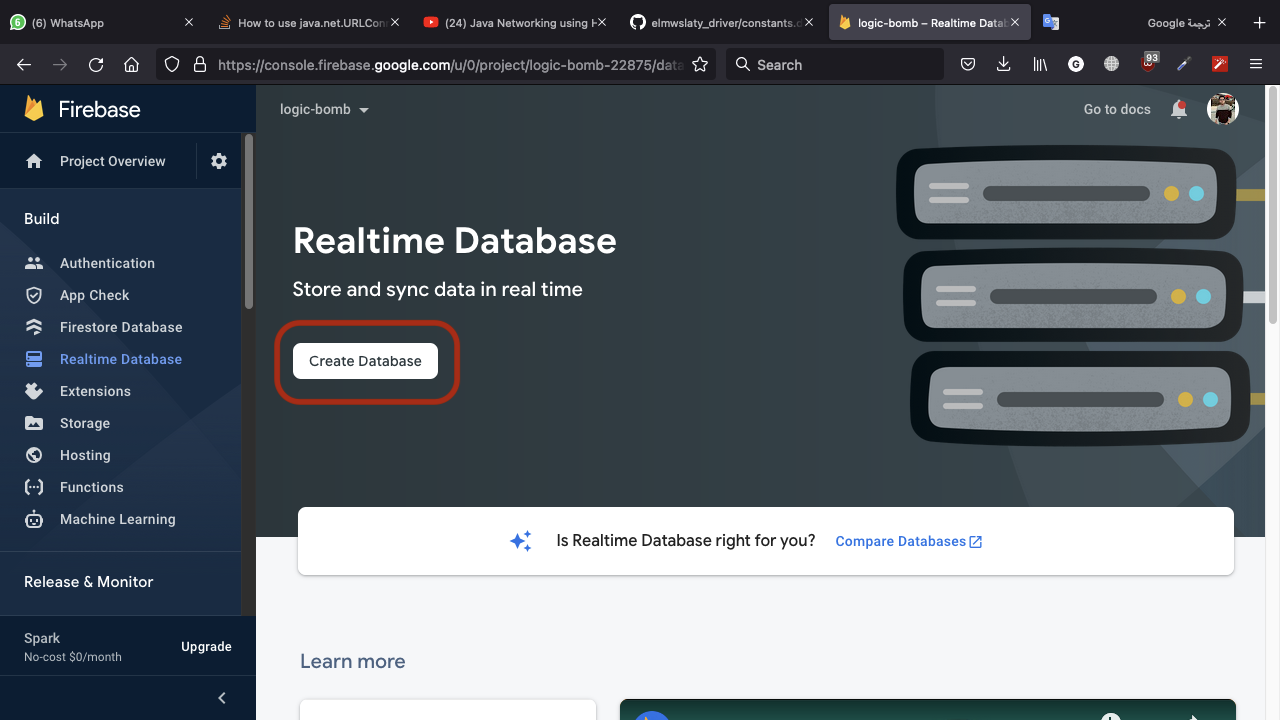 (6) WhatsApp
How to use java.net.URLConn
(24) Java Networking using H
elmwslaty_driver/constants.d
logic-bomb – Realtime Datab
ترجمة Google
https://console.firebase.google.com/u/0/project/logic-bomb-22875/data
Search
93
Firebase
logic-bomb
Go to docs
Project Overview
Build
Authentication
App Check
Firestore Database
Realtime Database
Extensions
Storage
Hosting
Functions
Machine Learning
Release & Monitor
Spark
No-cost $0/month
Upgrade
Realtime Database
Store and sync data in real time
Create Database
Is Realtime Database right for you?
Compare Databases
Learn more